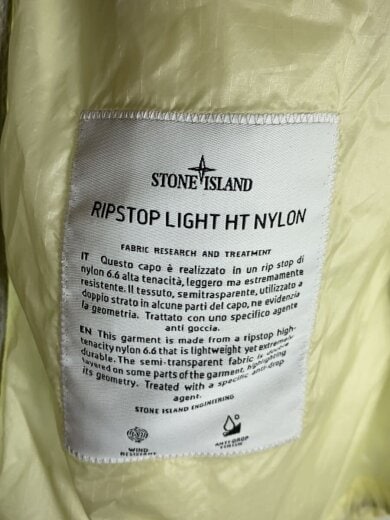 STONE ISLAND
RIPSTOP LIGHT HT NYLON
FABRIC RESEARCH AND TREATMENT
IT Questo capo è realizzato in un rip stop di
nylon 6.6 alta tenacità, leggero ma estremamente
resistente. Il tessuto, semitrasparente, utilizzato a
doppio strato in alcune parti del capo, ne evidenzia
la geometria. Trattato con uno specifico agente
anti goccia.
EN This garment is made from a ripstop high-
tenacity nylon 6.6 that is lightweight yet extremely
durable. The semi-transparent fabric is double
layered on some parts of the garment, highlighting
its geometry. Treated with a specific anti-drop
agent.
STONE ISLAND ENGINEERING
WIND
RESISTANT
ANTI-DROP